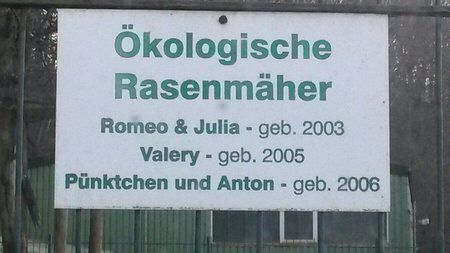 Ökologische
Rasenmäher
Romeo & Julia - geb. 2003
Valery - geb. 2005
Pünktchen und Anton - geb. 2006